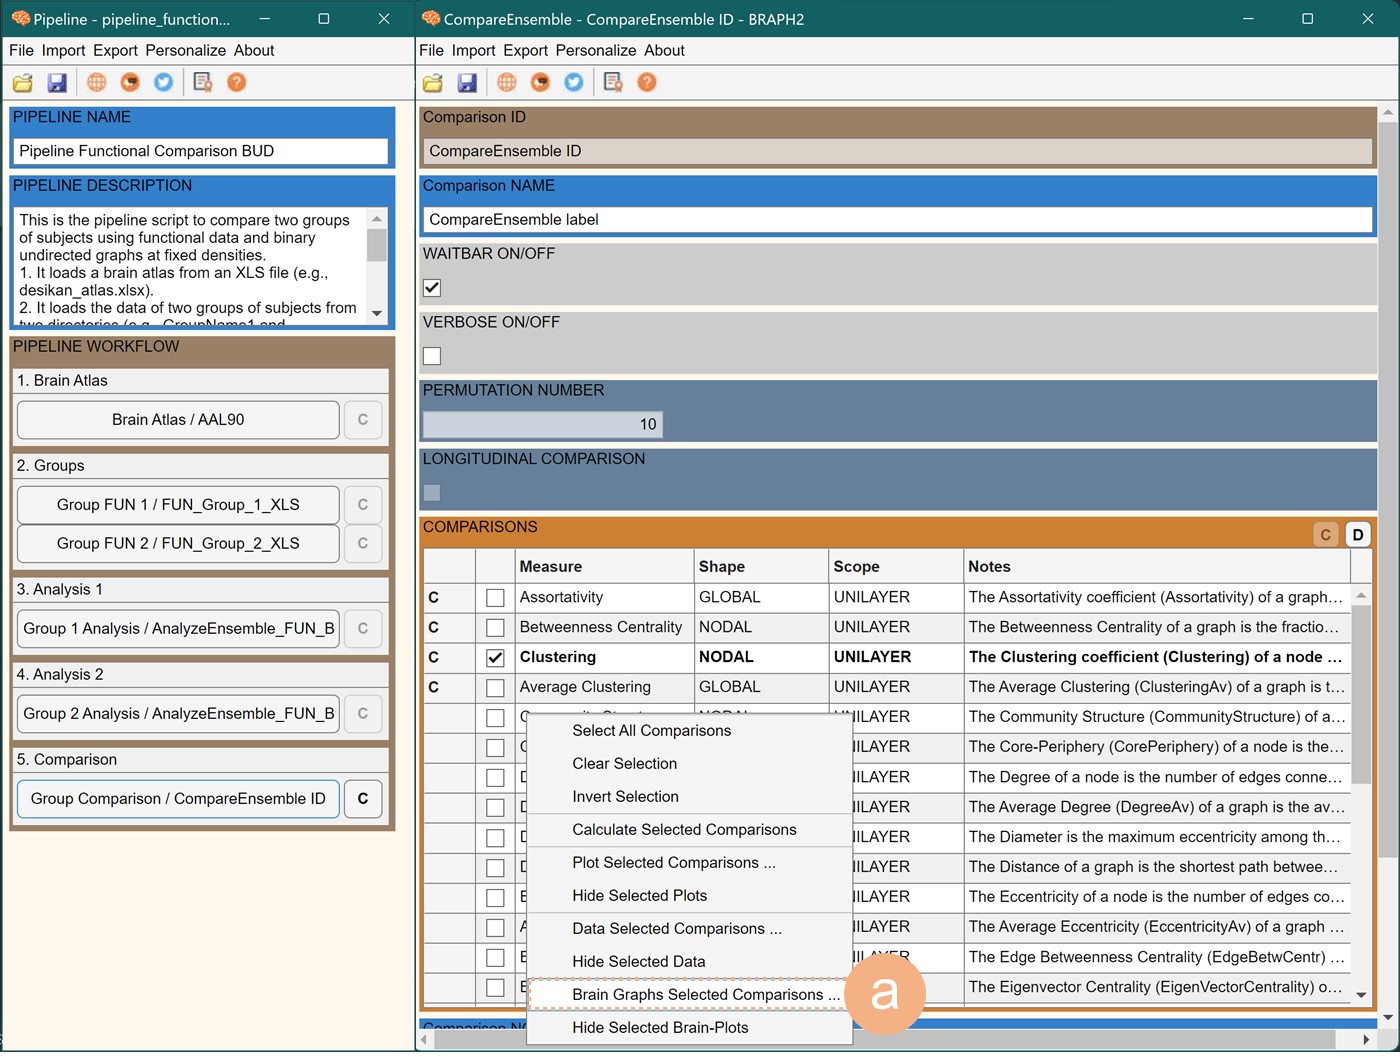 Pipeline - pipeline_function...
File Import Export Personalize About
PIPELINE NAME
Pipeline Functional Comparison BUD
PIPELINE DESCRIPTION
This is the pipeline script to compare two groups
of subjects using functional data and binary
undirected graphs at fixed densities.
1. It loads a brain atlas from an XLS file (e.g.,
desikan_atlas.xlsx).
2. It loads the data of two groups of subjects from
two directories (e.g., GroupName1 and
PIPELINE WORKFLOW
1. Brain Atlas
Brain Atlas / AAL90 C
2. Groups
Group FUN 1 / FUN_Group_1_XLS C
Group FUN 2 / FUN_Group_2_XLS C
3. Analysis 1
Group 1 Analysis / AnalyzeEnsemble_FUN_B C
4. Analysis 2
Group 2 Analysis / AnalyzeEnsemble_FUN_B C
5. Comparison
Group Comparison / CompareEnsemble ID C
CompareEnsemble - CompareEnsemble ID - BRAPH2
File Import Export Personalize About
Comparison ID
CompareEnsemble ID
Comparison NAME
CompareEnsemble label
WAITBAR ON/OFF
VERBOSE ON/OFF
PERMUTATION NUMBER
10
LONGITUDINAL COMPARISON
COMPARISONS C D
Measure Shape Scope Notes
C Assortativity GLOBAL UNILAYER The Assortativity coefficient (Assortativity) of a graph...
C Betweenness Centrality NODAL UNILAYER The Betweenness Centrality of a graph is the fractio...
C Clustering NODAL UNILAYER The Clustering coefficient (Clustering) of a node ...
C Average Clustering GLOBAL UNILAYER The Average Clustering (ClusteringAv) of a graph is t...
UNILAYER The Community Structure (CommunityStructure) of a...
NILAYER The Core-Periphery (CorePeriphery) of a node is the...
NILAYER The Degree of a node is the number of edges conne...
NILAYER The Average Degree (DegreeAv) of a graph is the av...
NILAYER The Diameter is the maximum eccentricity among th...
NILAYER The Distance of a graph is the shortest path betwee...
NILAYER The Eccentricity of a node is the number of edges co...
NILAYER The Average Eccentricity (EccentricityAv) of a graph ...
NILAYER The Edge Betweenness Centrality (EdgeBetwCentr) ...
The Eigenvector Centrality (EigenVectorCentrality) o...
Select All Comparisons
Clear Selection
Invert Selection
Calculate Selected Comparisons
Plot Selected Comparisons ...
Hide Selected Plots
Data Selected Comparisons ...
Hide Selected Data
Brain Graphs Selected Comparisons ...
a
Hide Selected Brain-Plots
Comparison